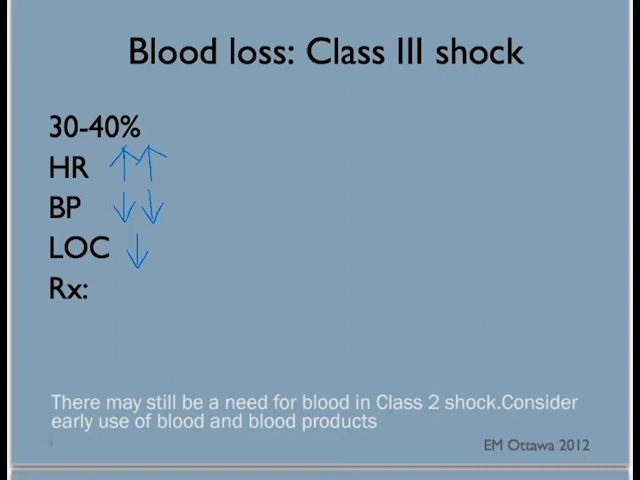 Blood loss: Class III shock
30-40%
HR ↑↑
BP ↓↓
LOC ↓
Rx:
There may still be a need for blood in Class 2 shock.Consider
early use of blood and blood products
EM Ottawa 2012